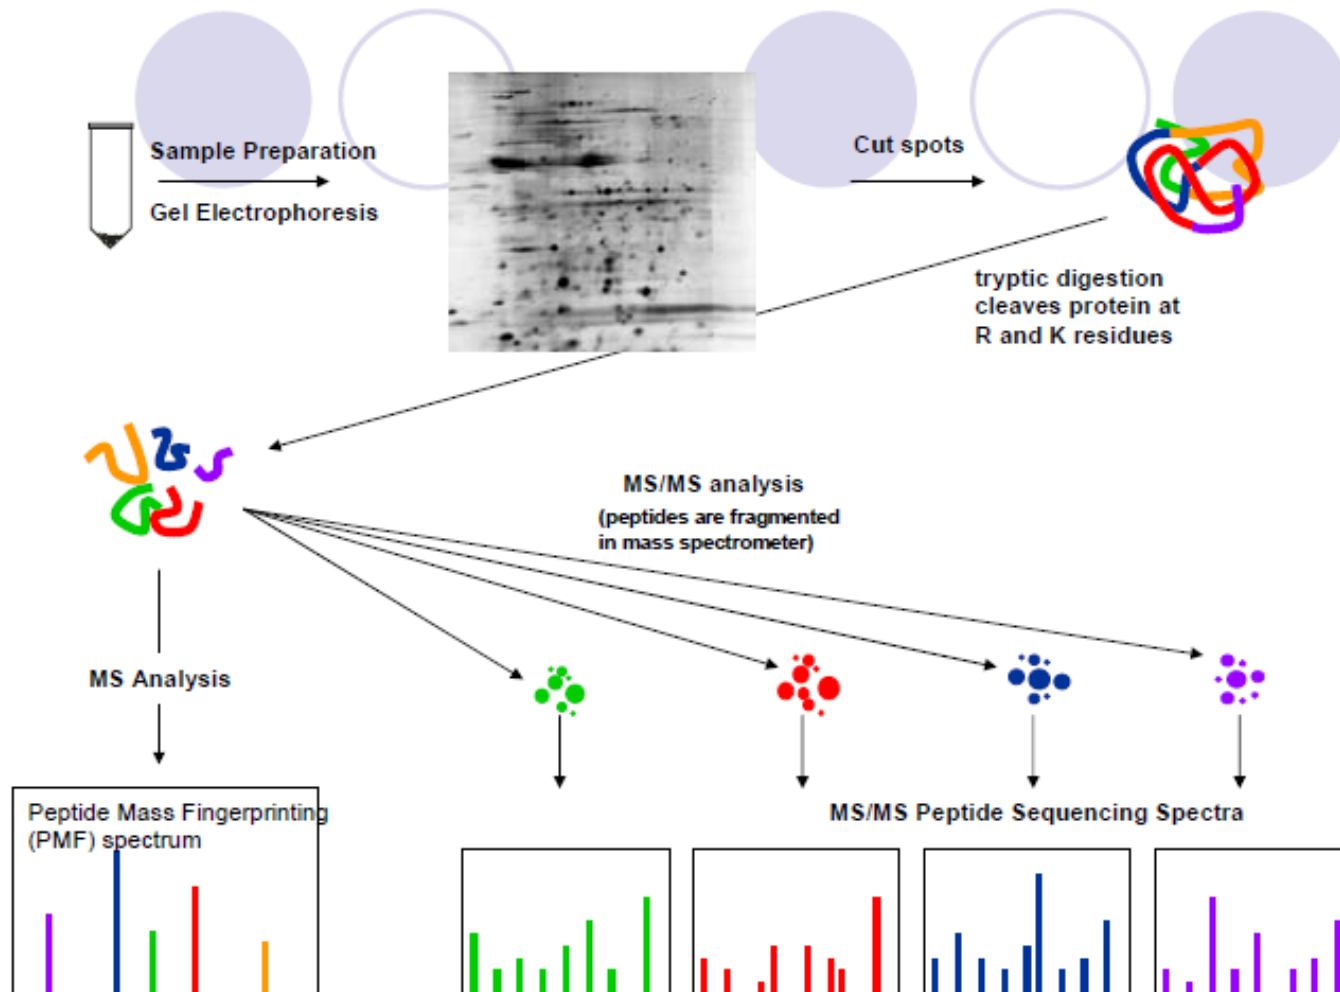 Sample Preparation
Gel Electrophoresis
Cut spots
tryptic digestion
cleaves protein at
R and K residues
MS/MS analysis
(peptides are fragmented
in mass spectrometer)
MS Analysis
Peptide Mass Fingerprinting
(PMF) spectrum
MS/MS Peptide Sequencing Spectra